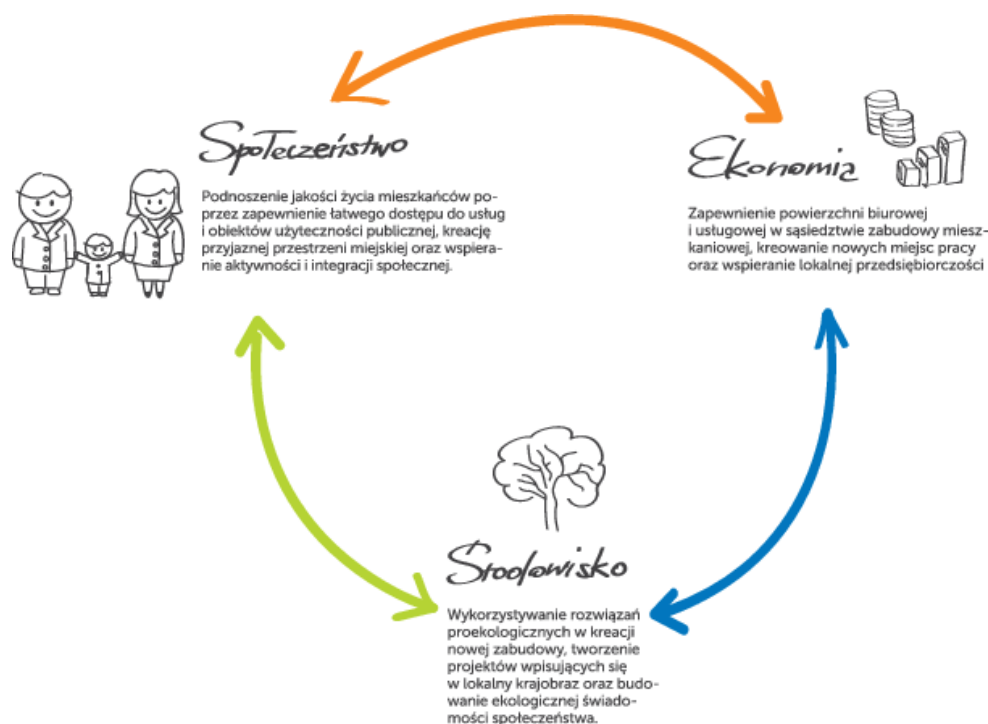 Społeczeństwo
Podnoszenie jakości życia mieszkańców po-
przez zapewnienie łatwego dostępu do usług
i obiektów użyteczności publicznej, kreację
przyjaznej przestrzeni miejskiej oraz wspiera-
nie aktywności i integracji społecznej.
Ekonomia
Zapewnienie powierzchni biurowej
i usługowej w sąsiedztwie zabudowy miesz-
kaniowej, kreowanie nowych miejsc pracy
oraz wspieranie lokalnej przedsiębiorczości
Środowisko
Wykorzystywanie rozwiązań
proekologicznych w kreacji
nowej zabudowy, tworzenie
projektów wpisujących się
w lokalny krajobraz oraz budo-
wanie ekologicznej świado-
mości społeczeństwa.